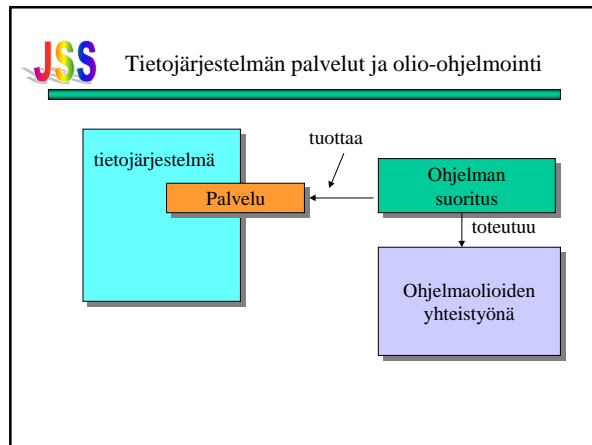 JSS
Tietojärjestelmän palvelut ja olio-ohjelmointi
tietojärjestelmä
tuottaa
Palvelu
Ohjelman
suoritus
toteutuu
Ohjelmaolioiden
yhteistyönä